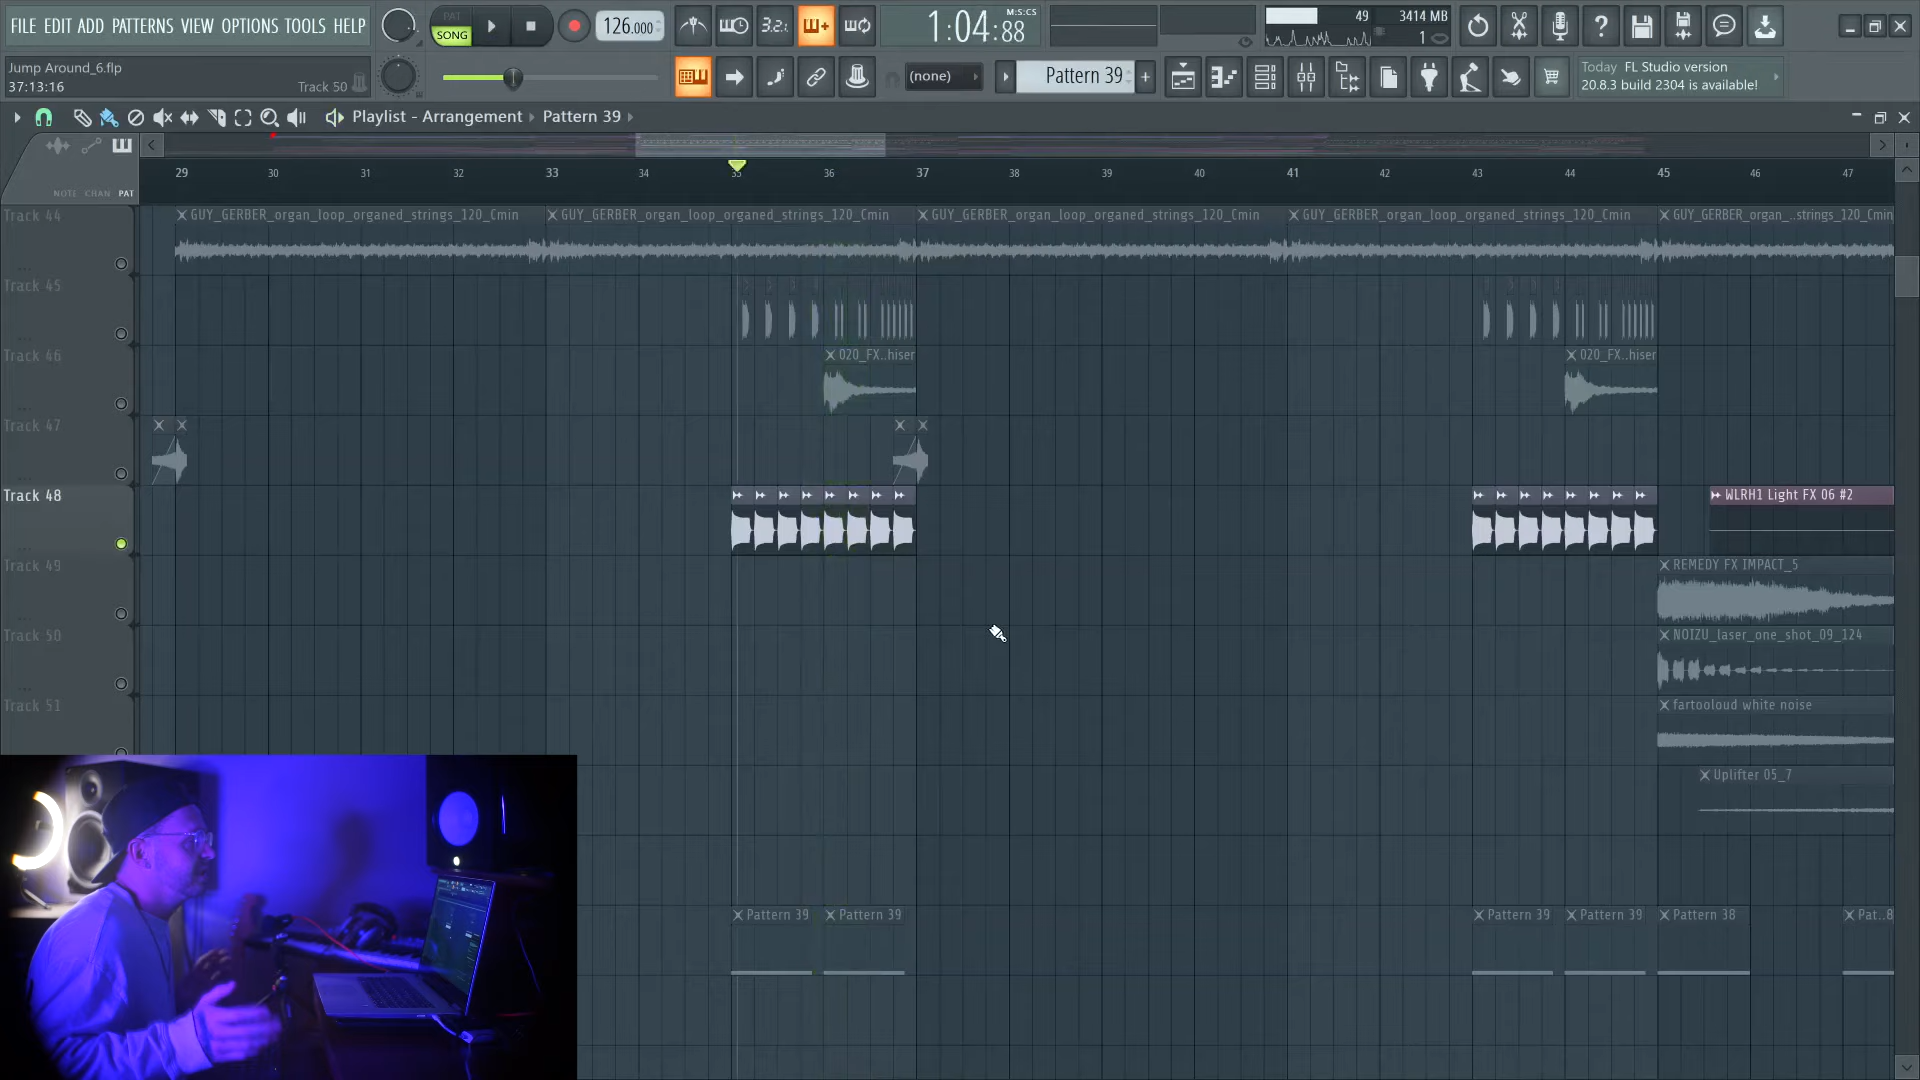 FILE EDIT ADD PATTERNS VIEW OPTIONS TOOLS HELP
PAT
SONG
126.000
3.2.
1:04:88
M:S:CS
49
3414 MB
1
Jump Around_6.flp
37:13:16
Track 50
(none)
Pattern 39
+
Today FL Studio version
20.8.3 build 2304 is available!
Playlist - Arrangement
Pattern 39
NOTE CHAN PAT
29 30 31 32 33 34 35 36 37 38 39 40 41 42 43 44 45 46 47
Track 44
GUY_GERBER_organ_loop_organed_strings_120_Cmin
GUY_GERBER_organ_loop_organed_strings_120_Cmin
GUY_GERBER_organ_loop_organed_strings_120_Cmin
GUY_GERBER_organ_loop_organed_strings_120_Cmin
GUY_GERBER_organ_..strings_120_Cmin
Track 45
Track 46
020_FX..hiser
020_FX..hiser
Track 47
Track 48
WLRH1 Light FX 06 #2
Track 49
REMEDY FX IMPACT_5
Track 50
NOIZU_laser_one_shot_09_124
Track 51
fartooloud white noise
Uplifter 05_7
Pattern 39
Pattern 39
Pattern 39
Pattern 39
Pattern 38
Pat..8